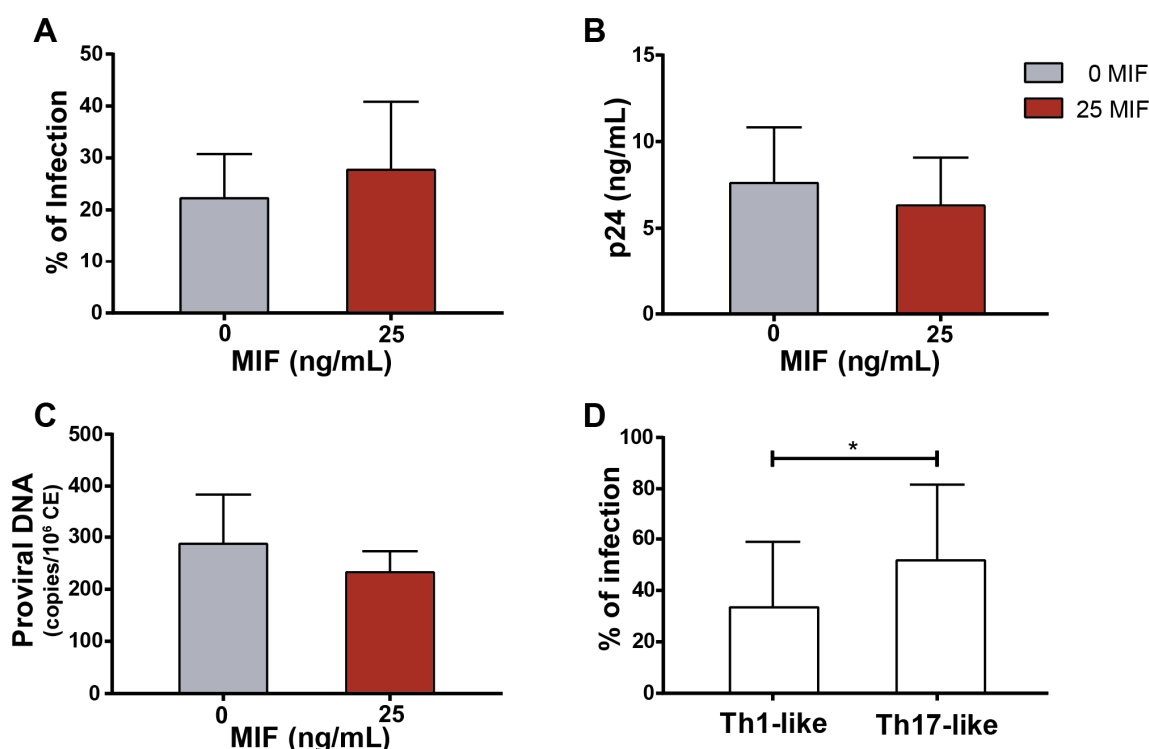 A
50
40
30
20
10
0
% of Infection
0
25
MIF (ng/mL)
B
15
10
5
0
p24 (ng/mL)
0
25
MIF (ng/mL)
0 MIF
25 MIF
C
500
400
300
200
100
0
Proviral DNA
(copies/10⁶ CE)
0
25
MIF (ng/mL)
D
100
80
60
40
20
0
% of infection
*
Th1-like
Th17-like